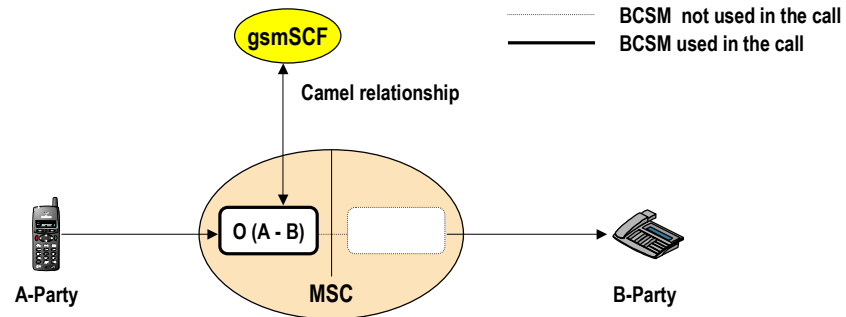 BCSM not used in the call
BCSM used in the call
gsmSCF
Camel relationship
O (A - B)
A-Party
MSC
B-Party